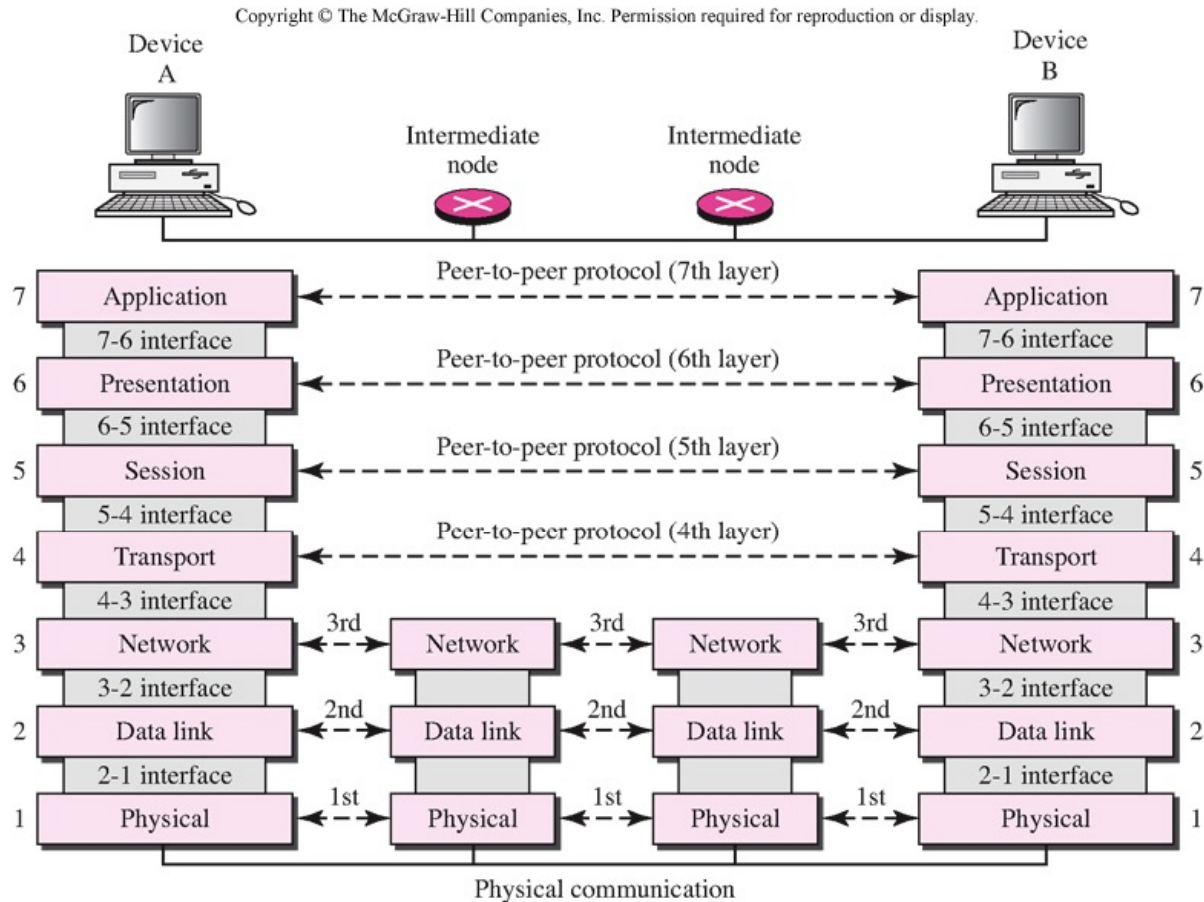 Copyright © The McGraw-Hill Companies, Inc. Permission required for reproduction or display.
Device
A
Device
B
Intermediate
node
Intermediate
node
7 Application Peer-to-peer protocol (7th layer) Application 7
7-6 interface 7-6 interface
6 Presentation Peer-to-peer protocol (6th layer) Presentation 6
6-5 interface 6-5 interface
5 Session Peer-to-peer protocol (5th layer) Session 5
5-4 interface 5-4 interface
4 Transport Peer-to-peer protocol (4th layer) Transport 4
4-3 interface 4-3 interface
3 Network 3rd Network 3rd Network 3rd Network 3
3-2 interface 3-2 interface
2 Data link 2nd Data link 2nd Data link 2nd Data link 2
2-1 interface 2-1 interface
1 Physical 1st Physical 1st Physical 1st Physical 1
Physical communication